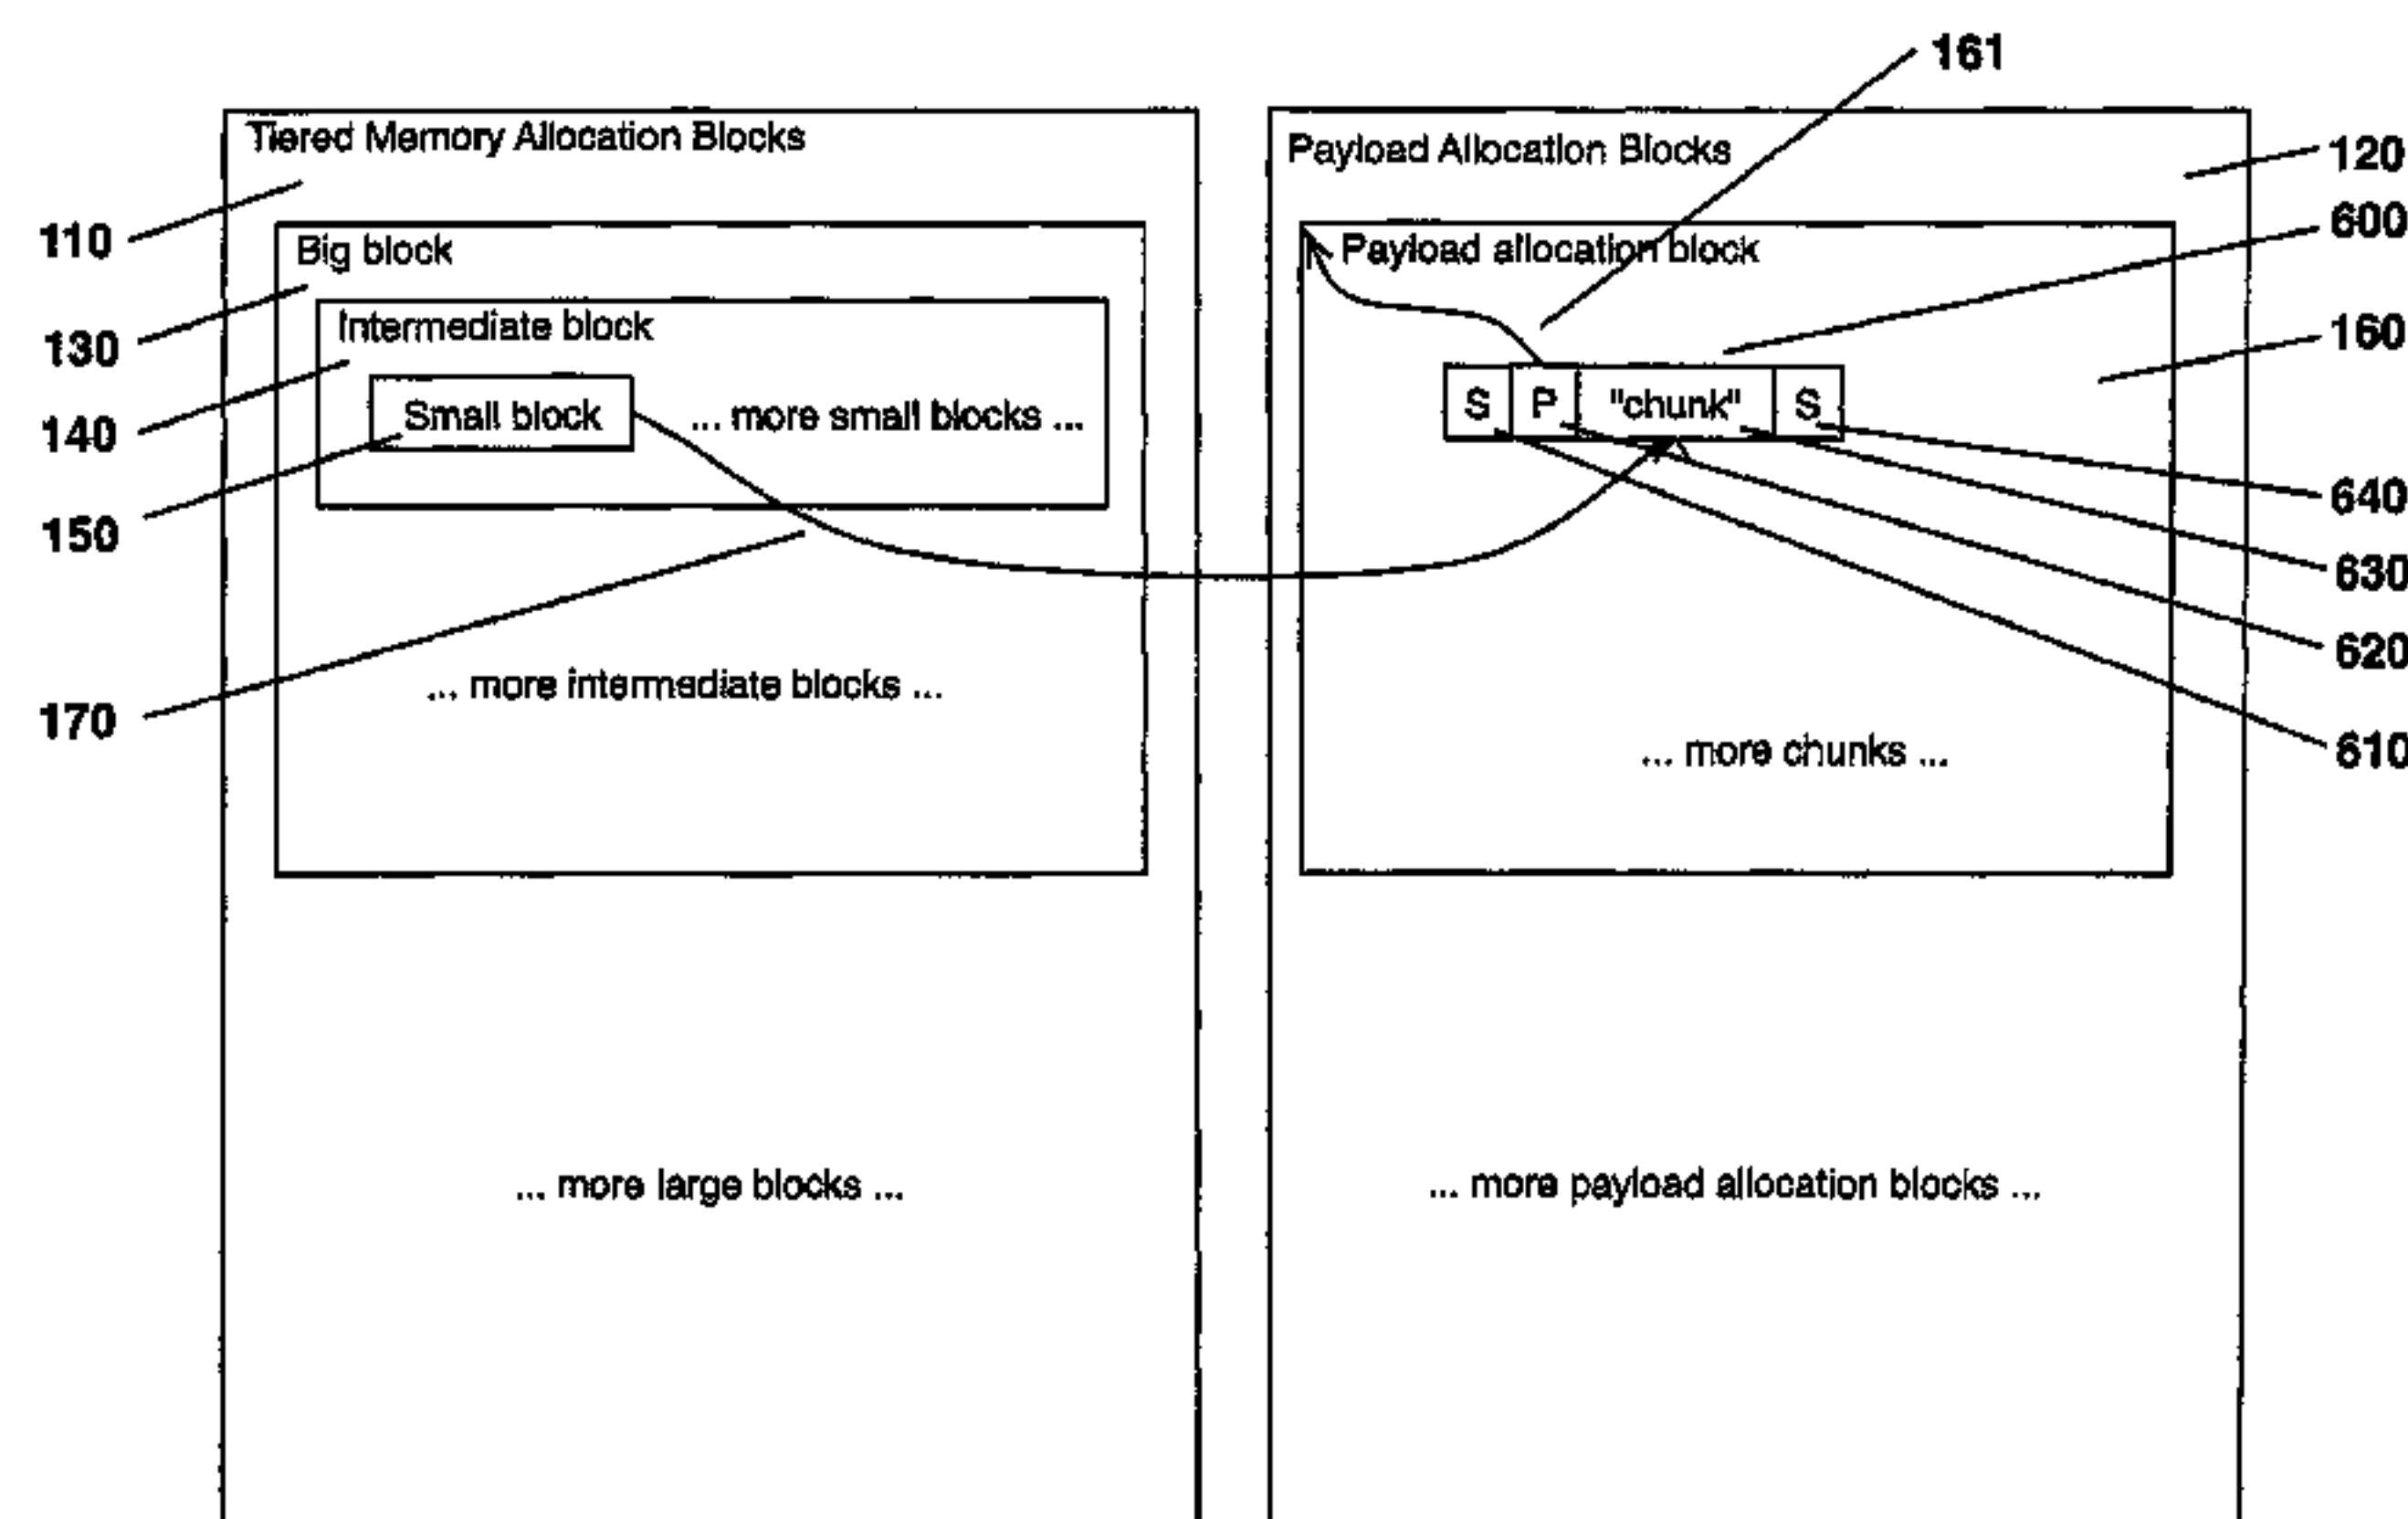 161
Tiered Memory Allocation Blocks
Payload Allocation Blocks
120
110
Big block
Payload allocation block
600
130
Intermediate block
160
140
Small block
... more small blocks ...
S P "chunk" S
150
640
630
620
170
... more intermediate blocks ...
... more chunks ...
610
... more large blocks ...
... more payload allocation blocks ...